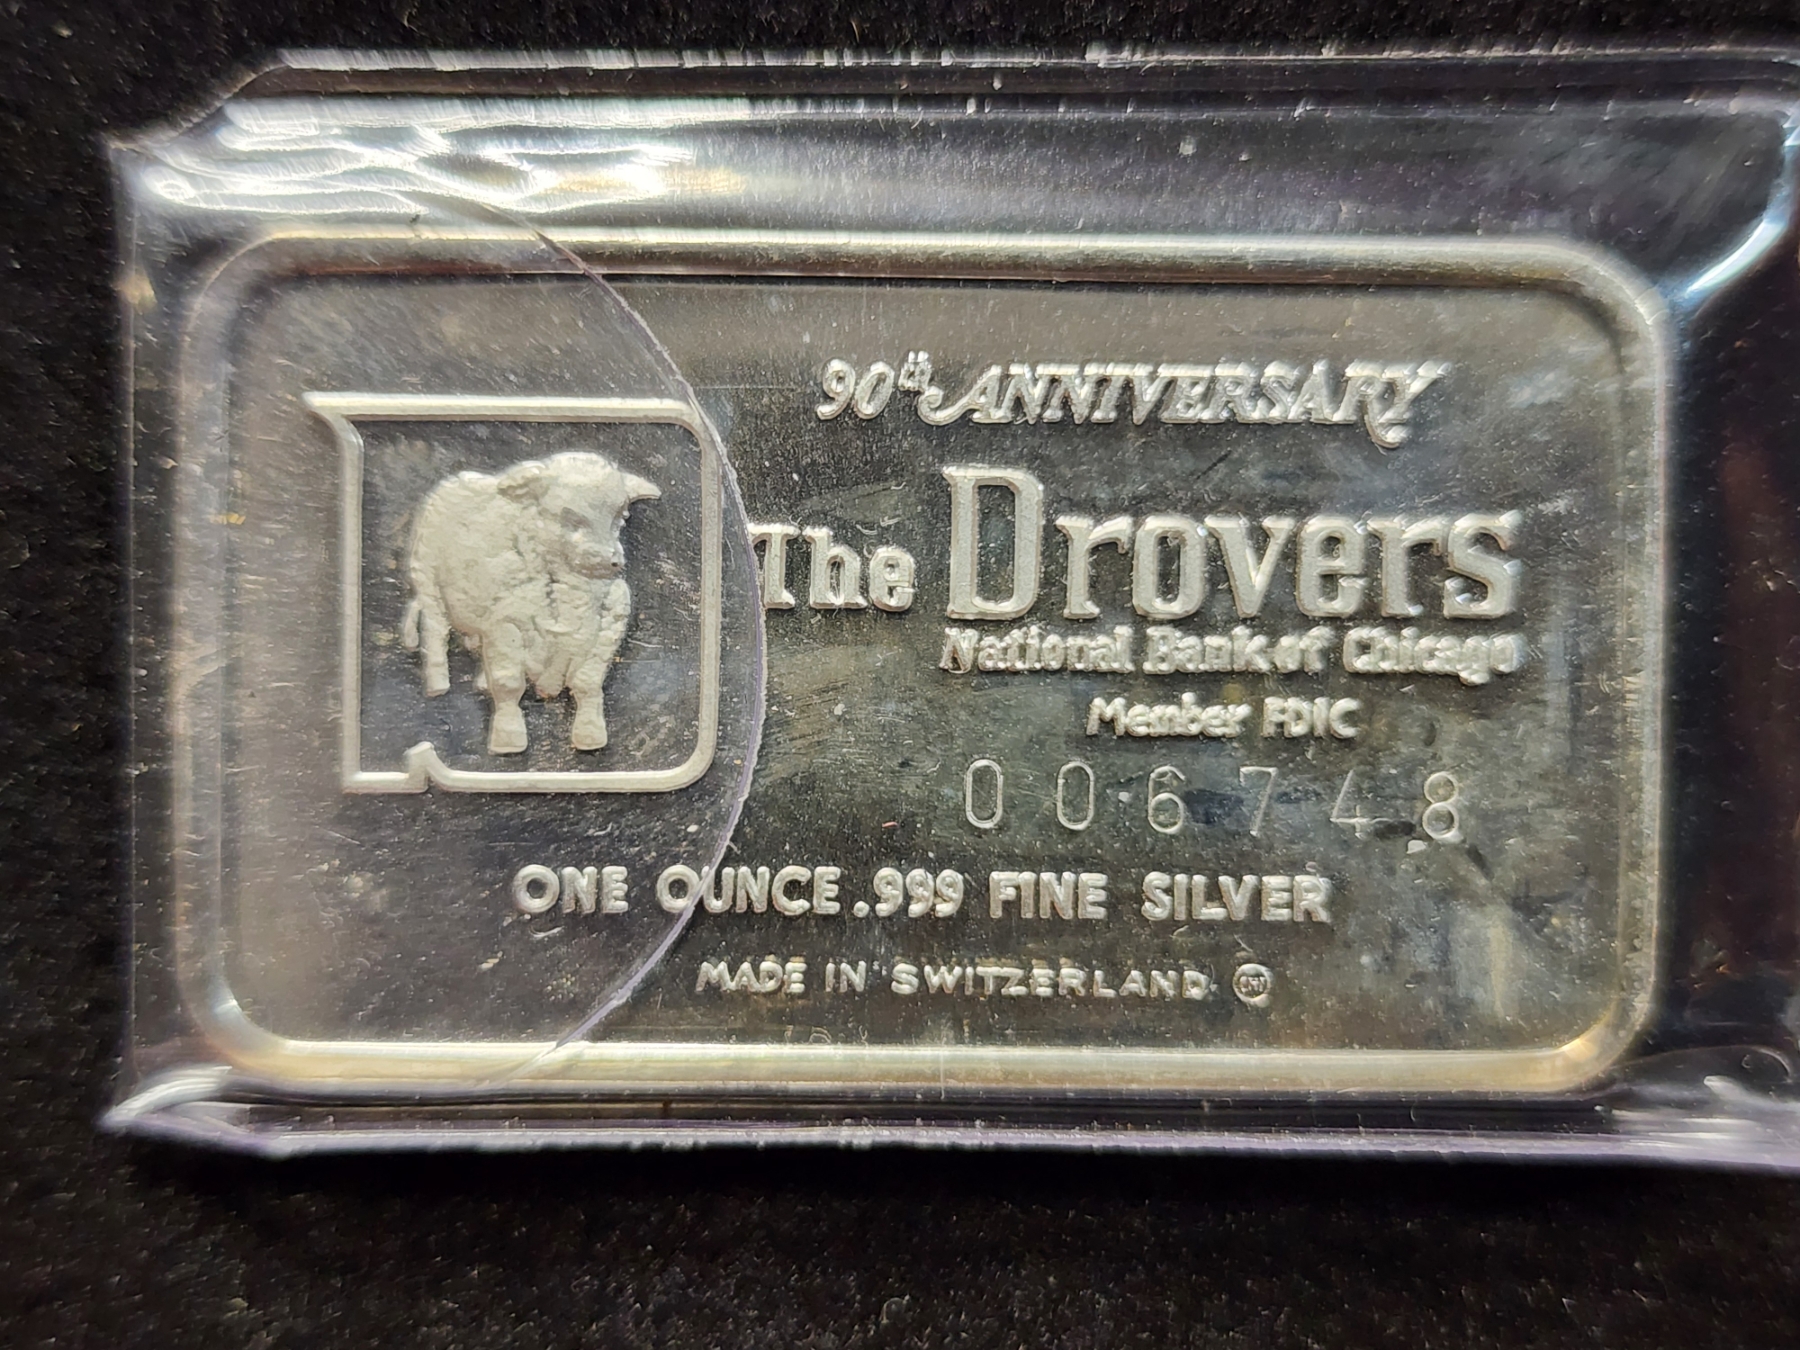 90th ANNIVERSARY
The Drovers
National Bank of Chicago
Member FDIC
006748
ONE OUNCE .999 FINE SILVER
MADE IN SWITZERLAND